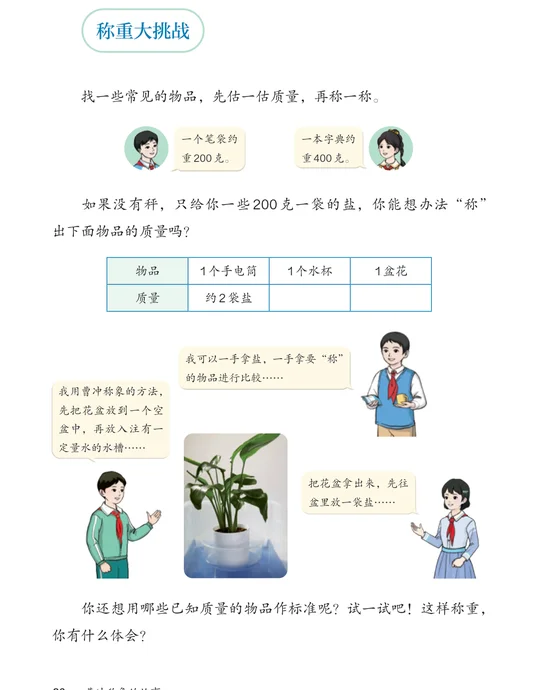 称重大挑战
找一些常见的物品，先估一估质量，再称一称。
一个笔袋约
重200克。
一本字典约
重400克。
如果没有秤，只给你一些200克一袋的盐，你能想办法“称”
出下面物品的质量吗？
物品 1个手电筒 1个水杯 1盆花
质量 约2袋盐
我可以一手拿盐，一手拿要“称”
的物品进行比较……
我用曹冲称象的方法，
先把花盆放到一个空
盆中，再放入注有一
定量水的水槽……
把花盆拿出来，先往
盆里放一袋盐……
你还想用哪些已知质量的物品作标准呢？试一试吧！这样称重，
你有什么体会？